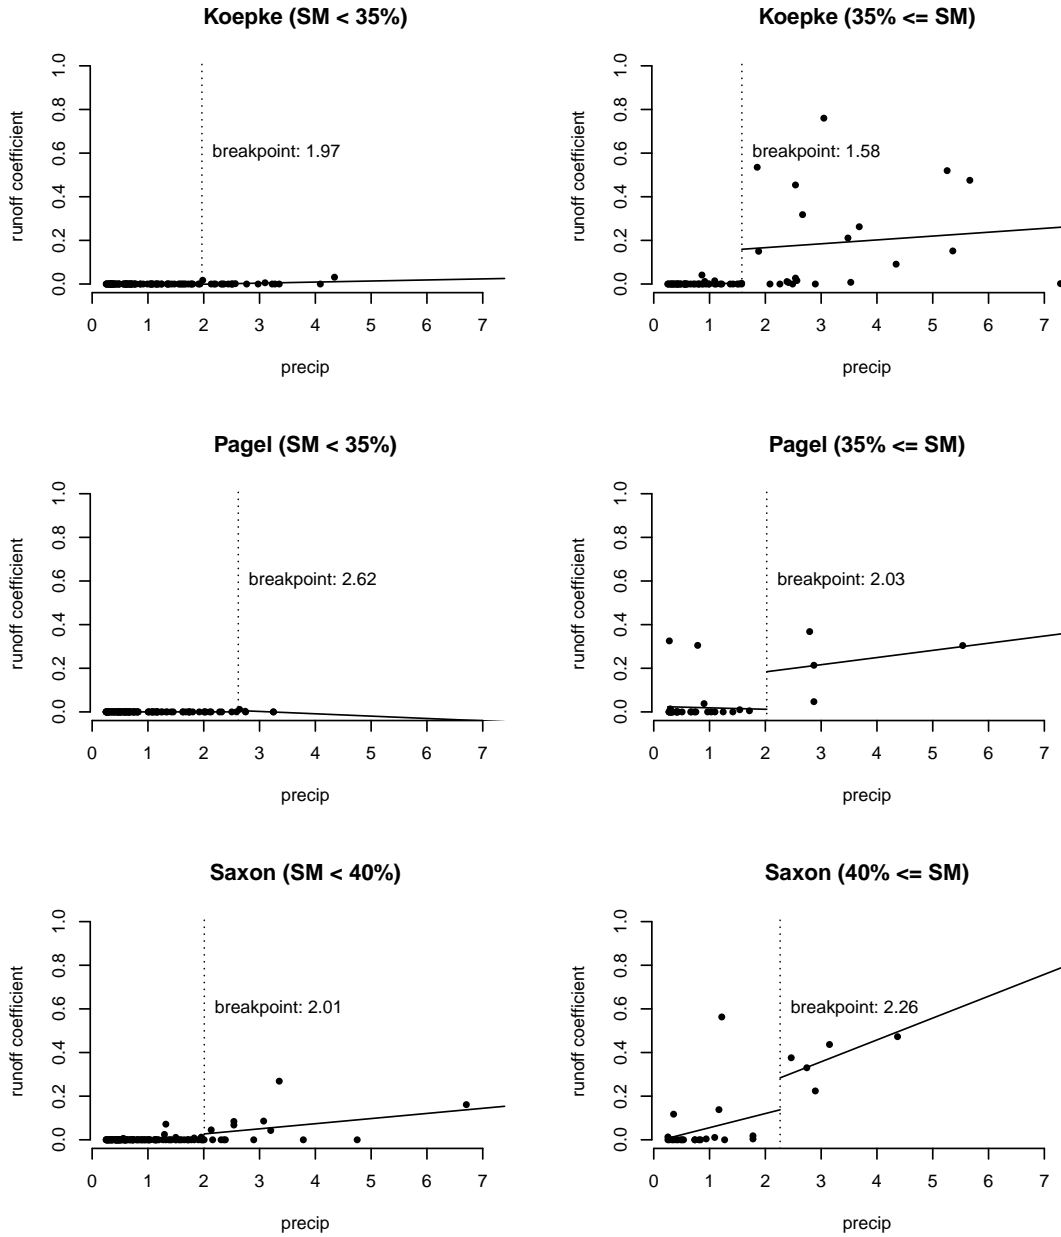 Koepke (SM < 35%)
runoff coefficient
1.0
0.8
0.6
0.4
0.2
0.0
breakpoint: 1.97
0 1 2 3 4 5 6 7
precip
Koepke (35% <= SM)
runoff coefficient
1.0
0.8
0.6
0.4
0.2
0.0
breakpoint: 1.58
0 1 2 3 4 5 6 7
precip
Pagel (SM < 35%)
runoff coefficient
1.0
0.8
0.6
0.4
0.2
0.0
breakpoint: 2.62
0 1 2 3 4 5 6 7
precip
Pagel (35% <= SM)
runoff coefficient
1.0
0.8
0.6
0.4
0.2
0.0
breakpoint: 2.03
0 1 2 3 4 5 6 7
precip
Saxon (SM < 40%)
runoff coefficient
1.0
0.8
0.6
0.4
0.2
0.0
breakpoint: 2.01
0 1 2 3 4 5 6 7
precip
Saxon (40% <= SM)
runoff coefficient
1.0
0.8
0.6
0.4
0.2
0.0
breakpoint: 2.26
0 1 2 3 4 5 6 7
precip